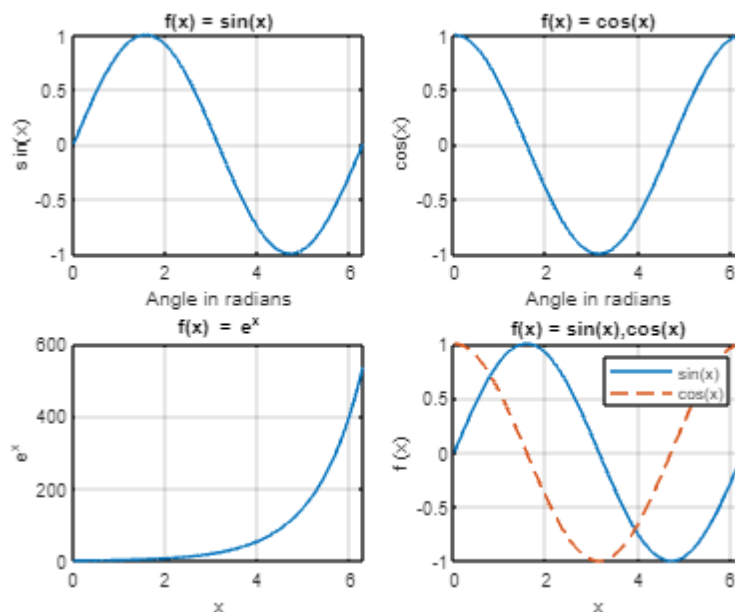 f(x) = sin(x)
1
0.5
0
-0.5
-1
sin(x)
0 2 4 6
Angle in radians
f(x) = cos(x)
1
0.5
0
-0.5
-1
cos(x)
0 2 4 6
Angle in radians
f(x) = eˣ
600
400
200
0
eˣ
0 2 4 6
x
f(x) = sin(x),cos(x)
1
0.5
0
-0.5
-1
f(x)
sin(x)
cos(x)
0 2 4 6
x